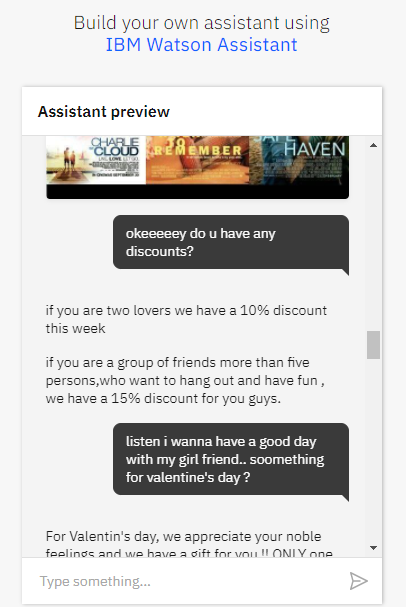 Build your own assistant using
IBM Watson Assistant
Assistant preview
CHARLIE
CLOUD
REMEMBER
HAVEN
okeeeeey do u have any
discounts?
if you are two lovers we have a 10% discount
this week
if you are a group of friends more than five
persons,who want to hang out and have fun ,
we have a 15% discount for you guys.
listen i wanna have a good day
with my girl friend.. soomething
for valentine's day ?
For Valentin's day, we appreciate your noble
feelings and we have a gift for you !! ONLY one
Type something...